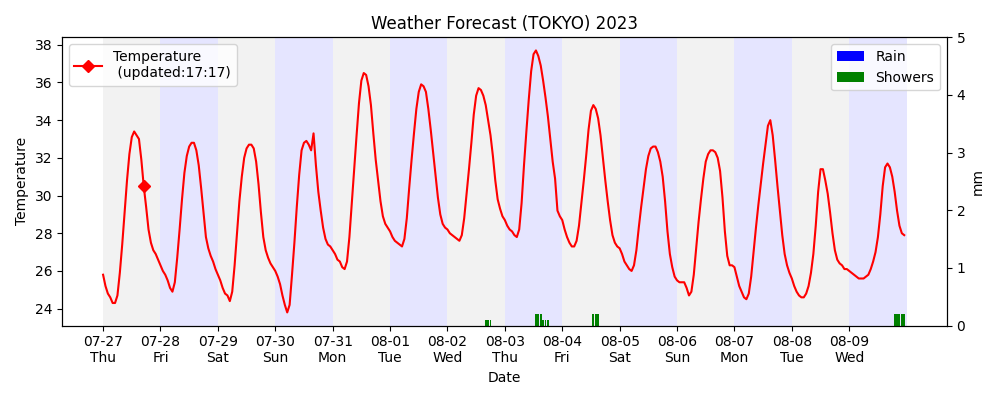 Weather Forecast (TOKYO) 2023
Temperature
(updated:17:17)
Rain
Showers
38
36
34
32
30
28
26
24
Temperature
5
4
3
2
1
0
mm
07-27 07-28 07-29 07-30 07-31 08-01 08-02 08-03 08-04 08-05 08-06 08-07 08-08 08-09
Thu Fri Sat Sun Mon Tue Wed Thu Fri Sat Sun Mon Tue Wed
Date